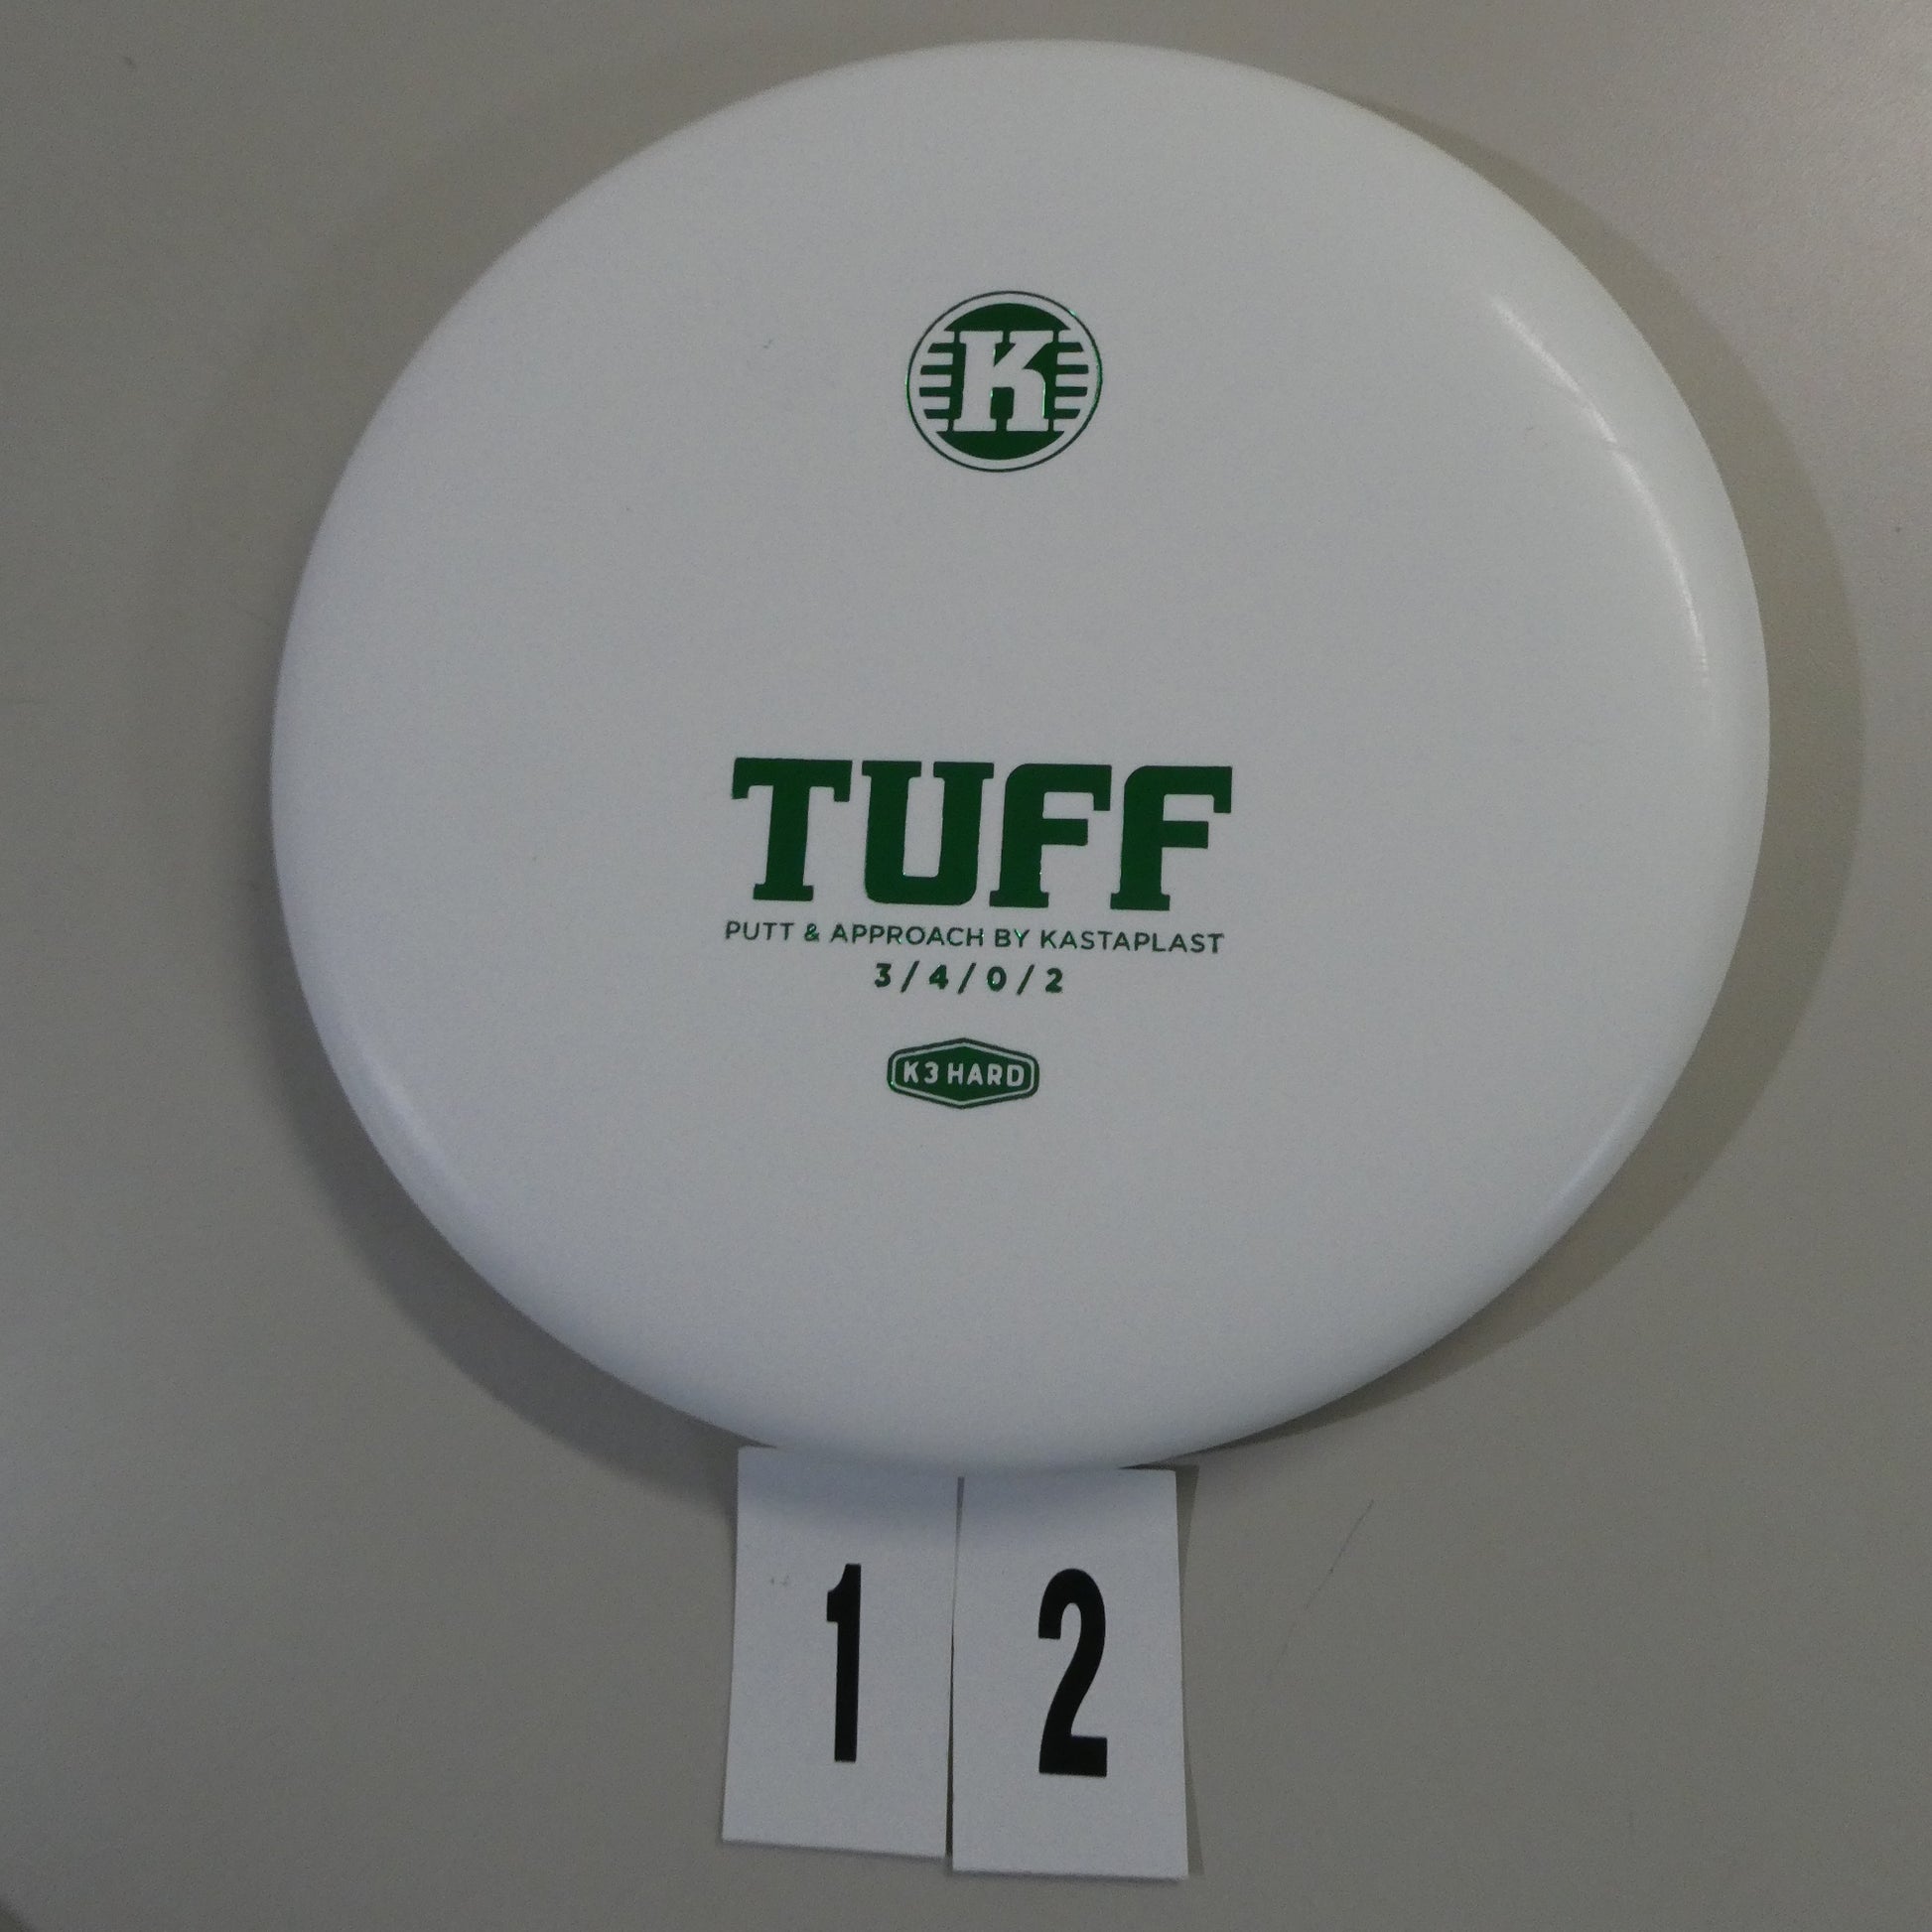 K
TUFF
PUTT & APPROACH BY KASTAPLAST
3/4/0/2
K3 HARD
1 2